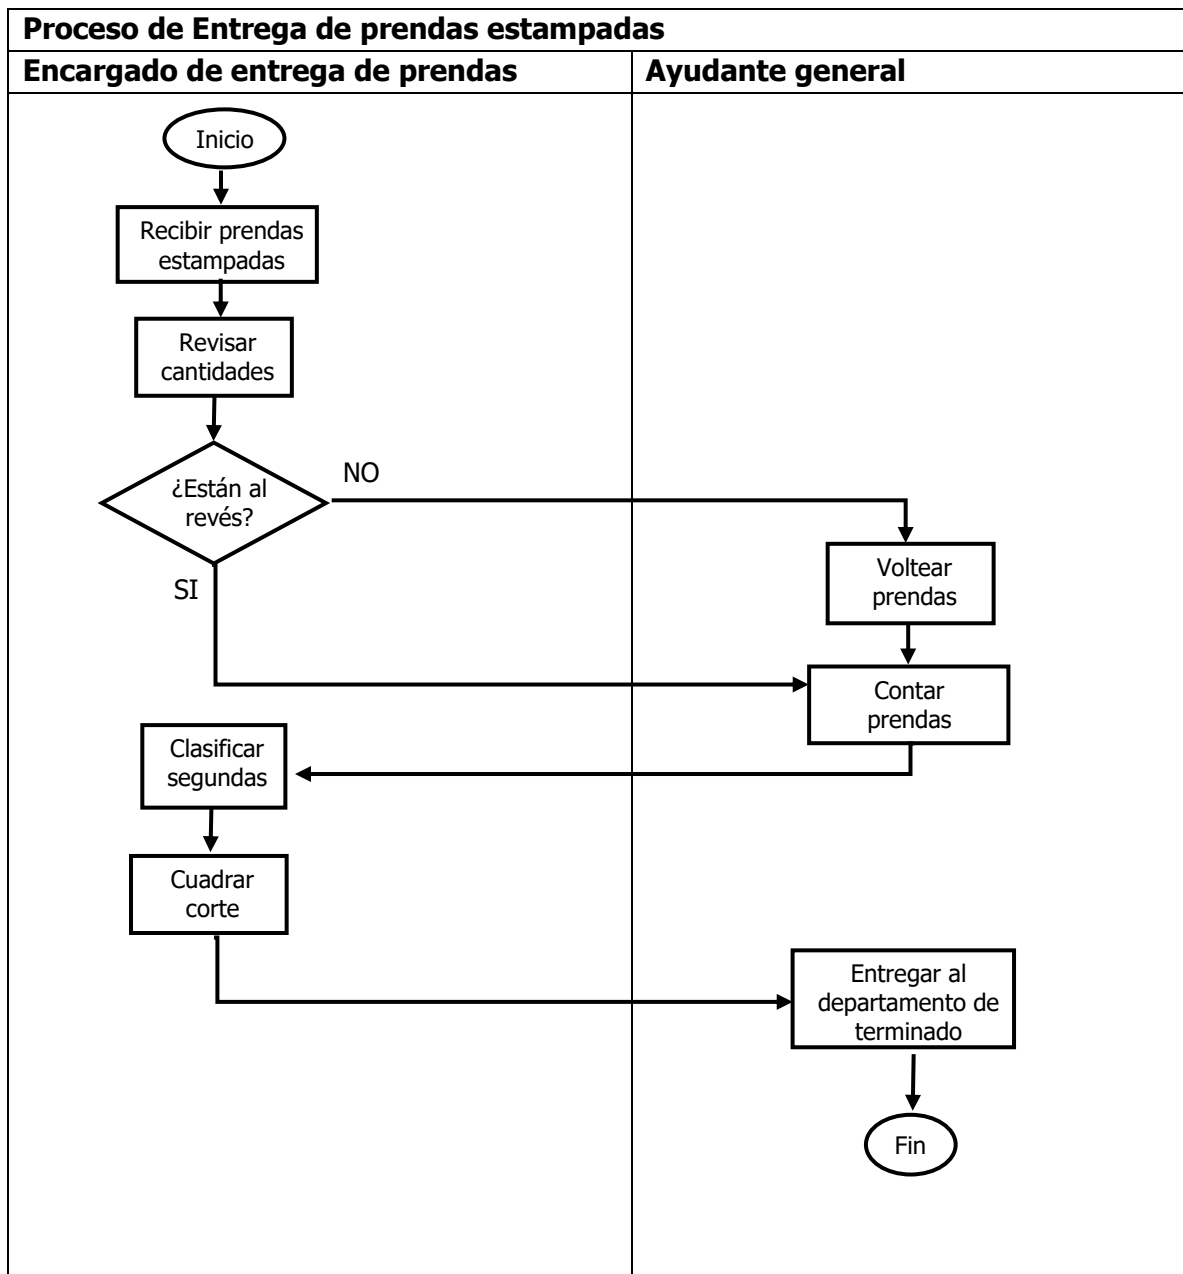 Proceso de Entrega de prendas estampadas
Encargado de entrega de prendas
Ayudante general
Inicio
Recibir prendas
estampadas
Revisar
cantidades
¿Están al
revés?
NO
SI
Voltear
prendas
Contar
prendas
Clasificar
segundas
Cuadrar
corte
Entregar al
departamento de
terminado
Fin